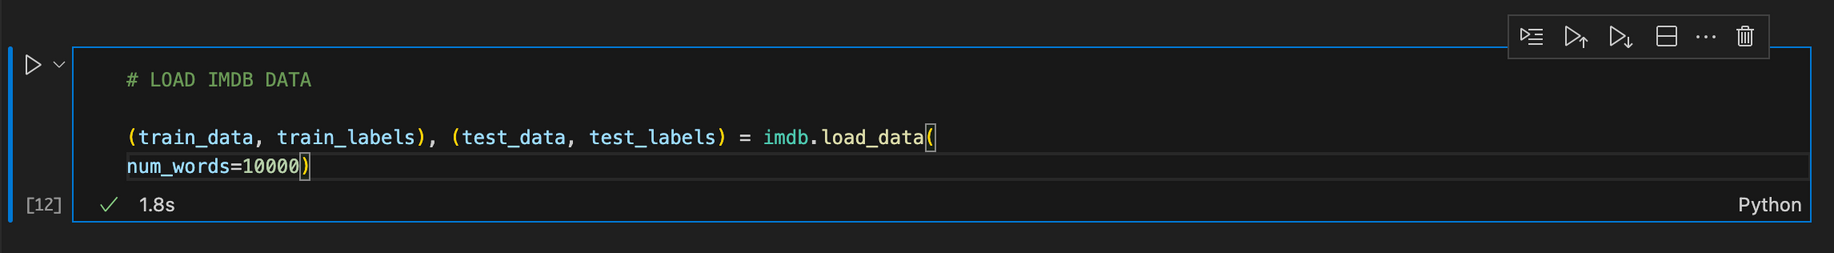 # LOAD IMDB DATA
(train_data, train_labels), (test_data, test_labels) = imdb.load_data(
num_words=10000)
[12]
1.8s
Python